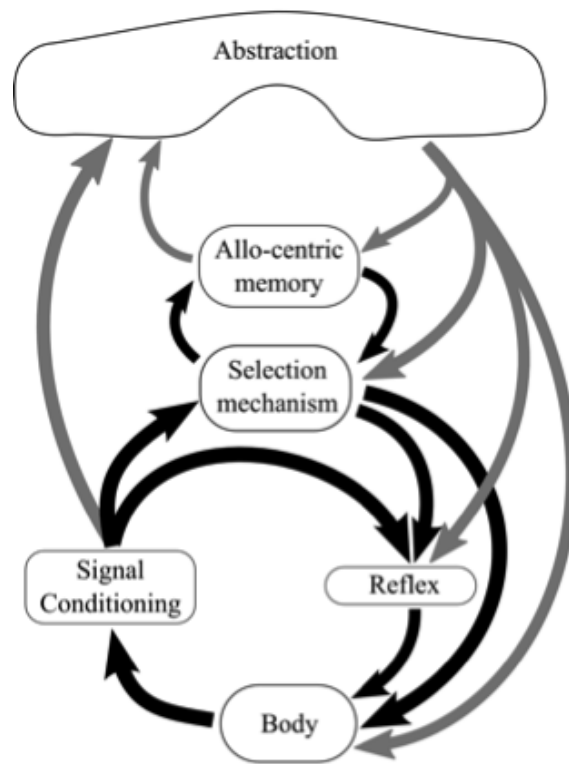 Abstraction
Allo-centric
memory
Selection
mechanism
Signal
Conditioning
Reflex
Body